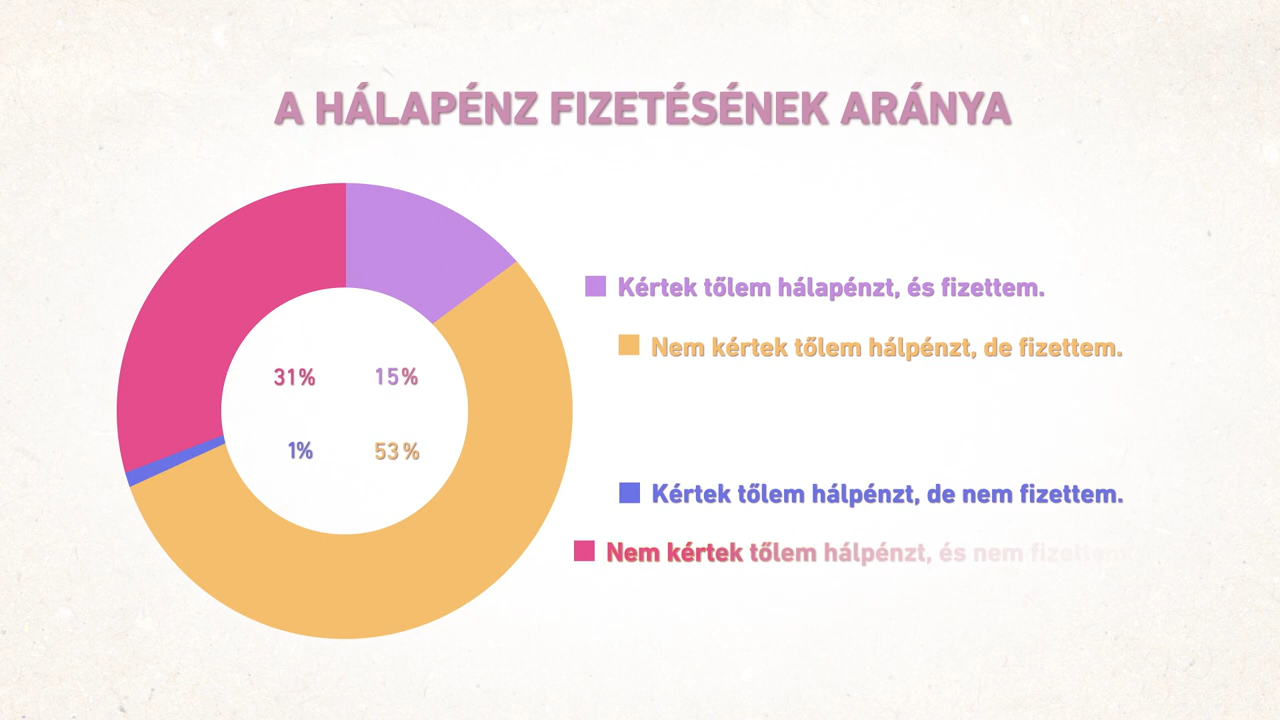 A HÁLAPÉNZ FIZETÉSÉNEK ARÁNYA
Kértek tőlem hálapénzt, és fizettem.
Nem kértek tőlem hálpénzt, de fizettem.
31% 15%
1% 53%
Kértek tőlem hálpénzt, de nem fizettem.
Nem kértek tőlem hálpénzt, és nem fizettem.